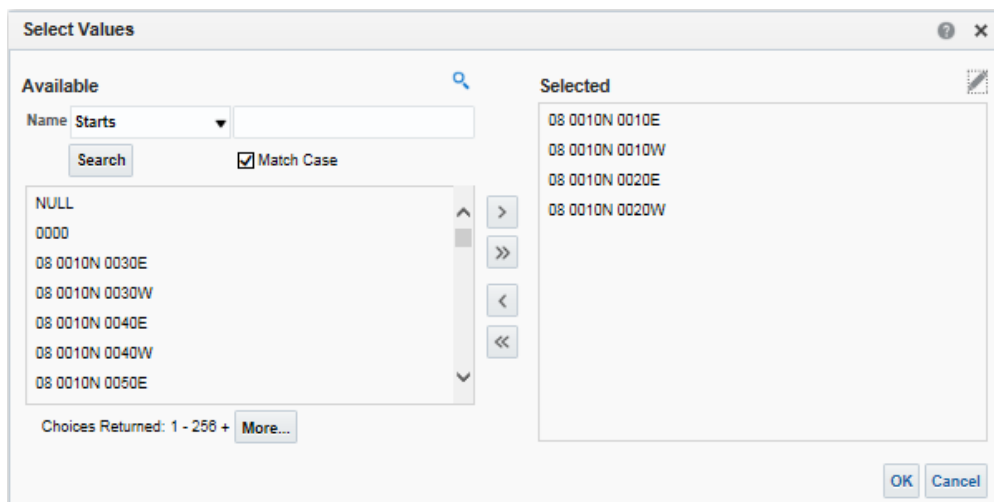 Select Values
Available
Name Starts
Search Match Case
NULL
0000
08 0010N 0030E
08 0010N 0030W
08 0010N 0040E
08 0010N 0040W
08 0010N 0050E
Choices Returned: 1 - 256 + More...
Selected
08 0010N 0010E
08 0010N 0010W
08 0010N 0020E
08 0010N 0020W
OK Cancel